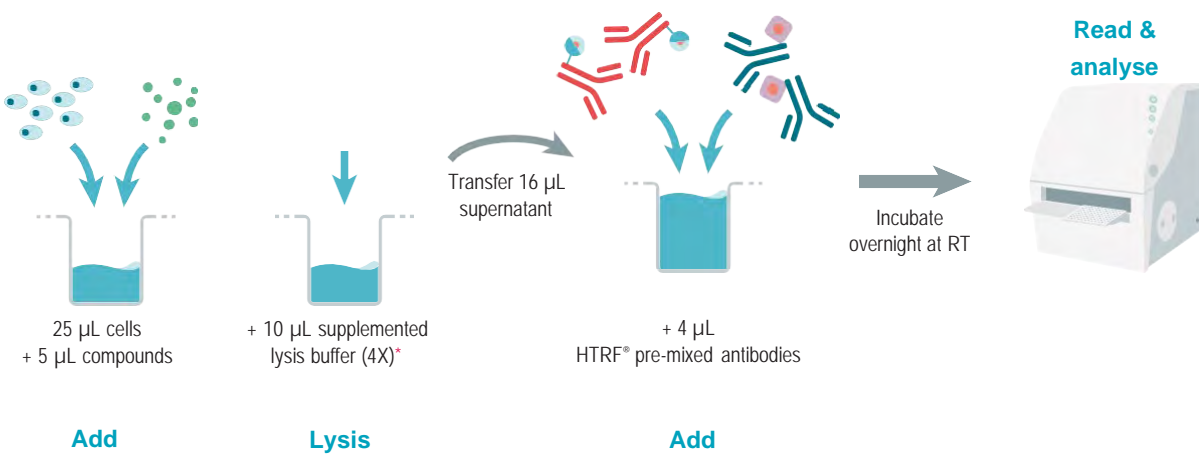 25 µL cells
+ 5 µL compounds
Add
+ 10 µL supplemented
lysis buffer (4X)*
Lysis
Transfer 16 µL
supernatant
+ 4 µL
HTRF® pre-mixed antibodies
Add
Incubate
overnight at RT
Read &
analyse